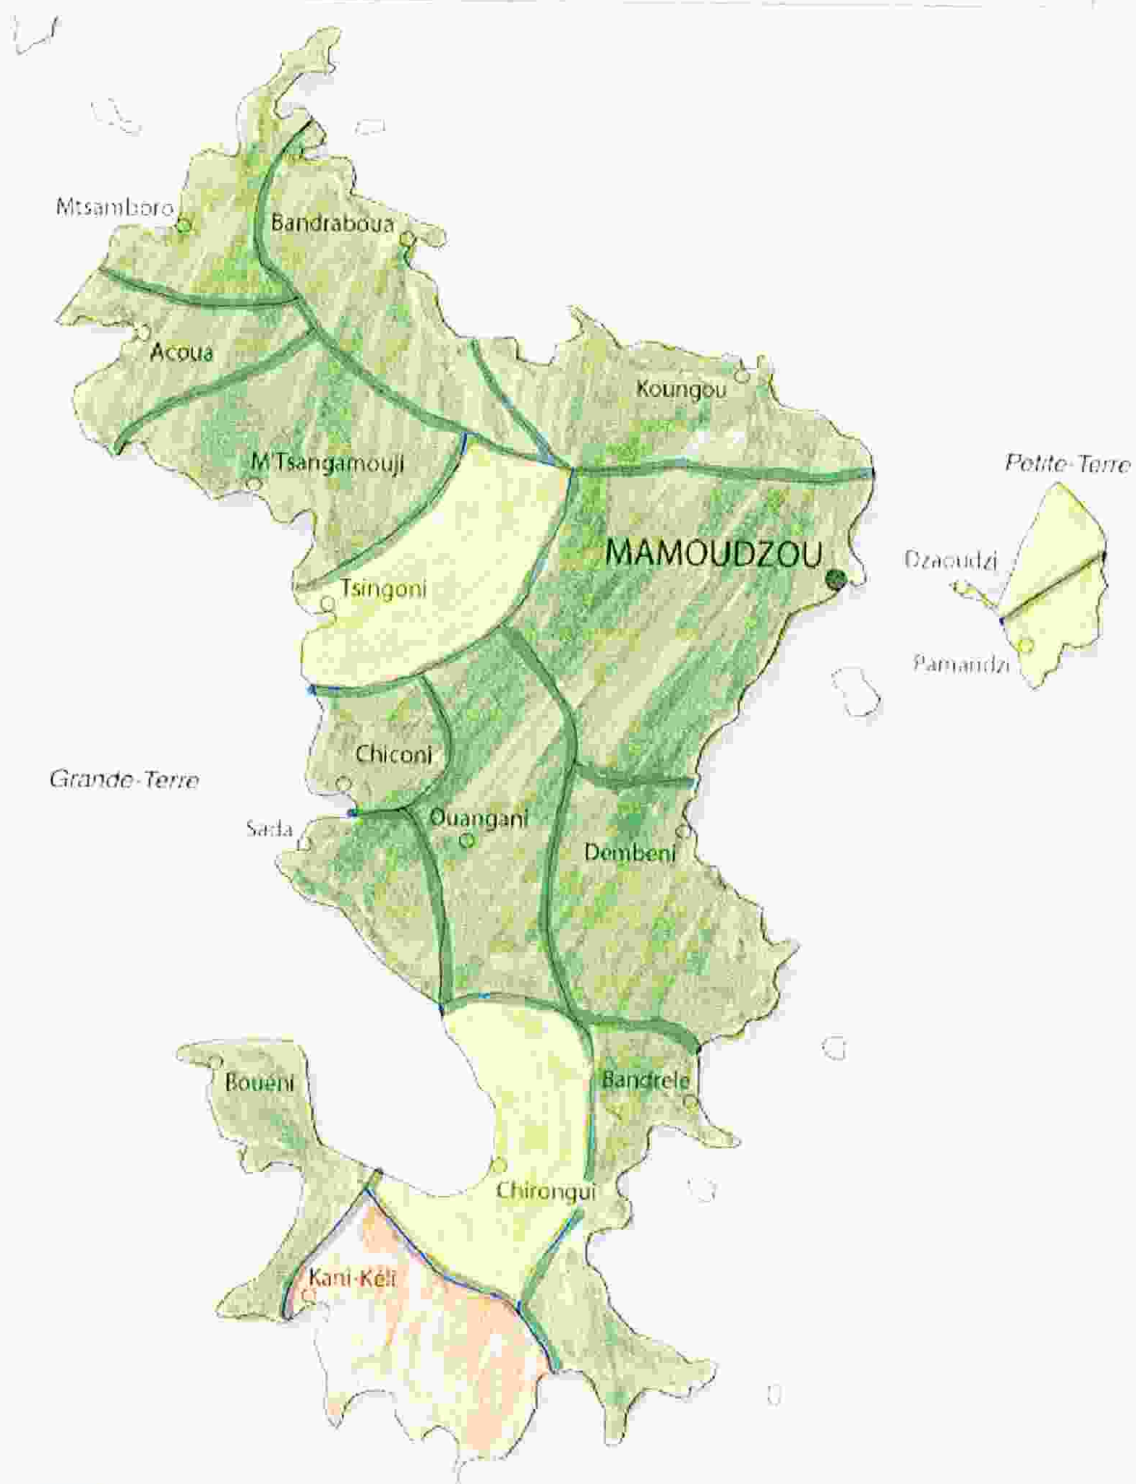 Mtsamboro
Bandraboua
Acoua
Koungou
M'Tsangamouji
Petite-Terre
MAMOUDZOU
Dzaoudzi
Tsingoni
Pamandzi
Chiconi
Grande-Terre
Ouangani
Sada
Dembeni
Bandrele
Bouéni
Chirongui
Kani-Kéli